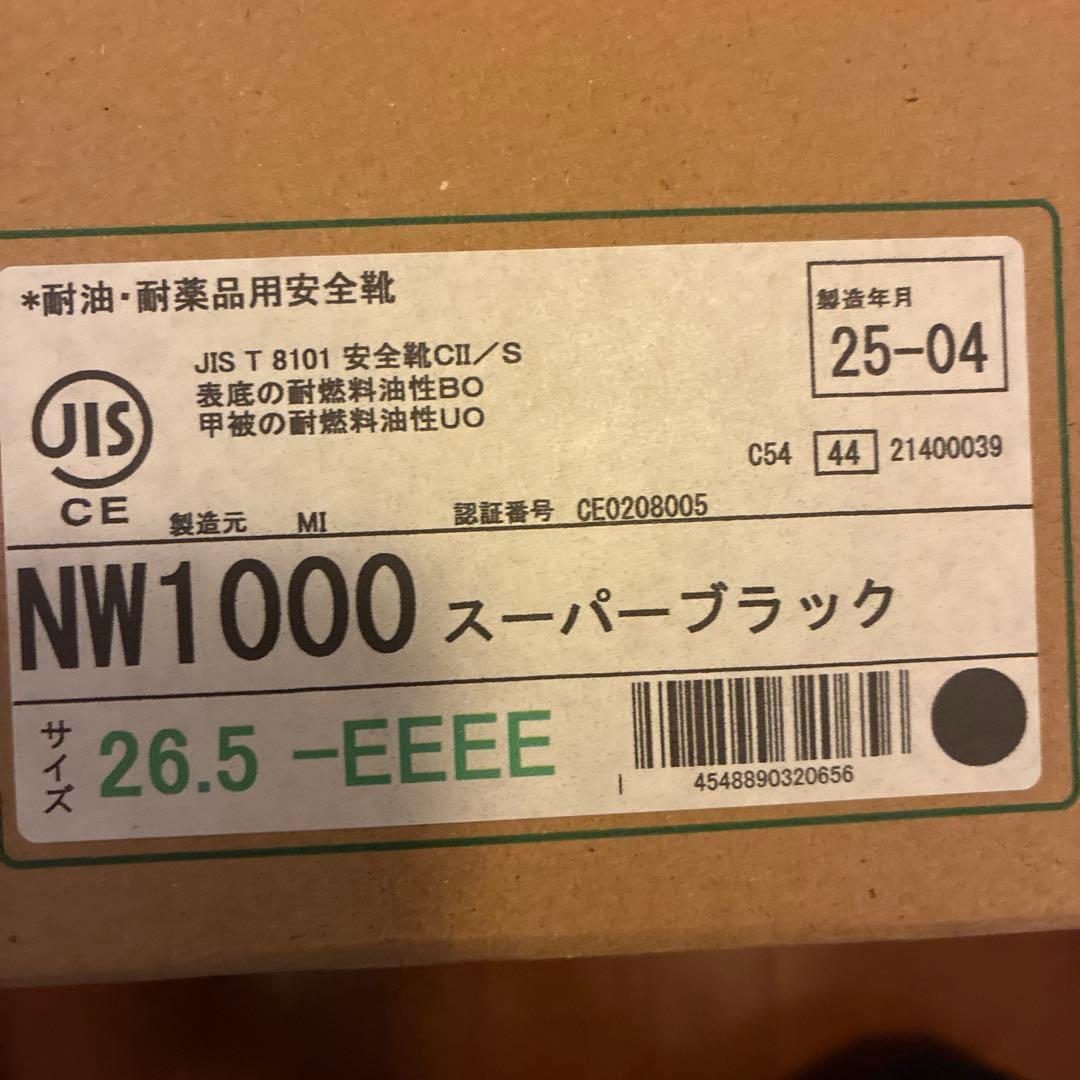 *耐油・耐薬品用安全靴
製造年月
25-04
JIS T 8101 安全靴CⅡ／S
表底の耐燃料油性BO
甲被の耐燃料油性UO
JIS
CE
C54 44 21400039
製造元 MI 認証番号 CE0208005
NW1000 スーパーブラック
サイズ 26.5 -EEEE
4548890320656